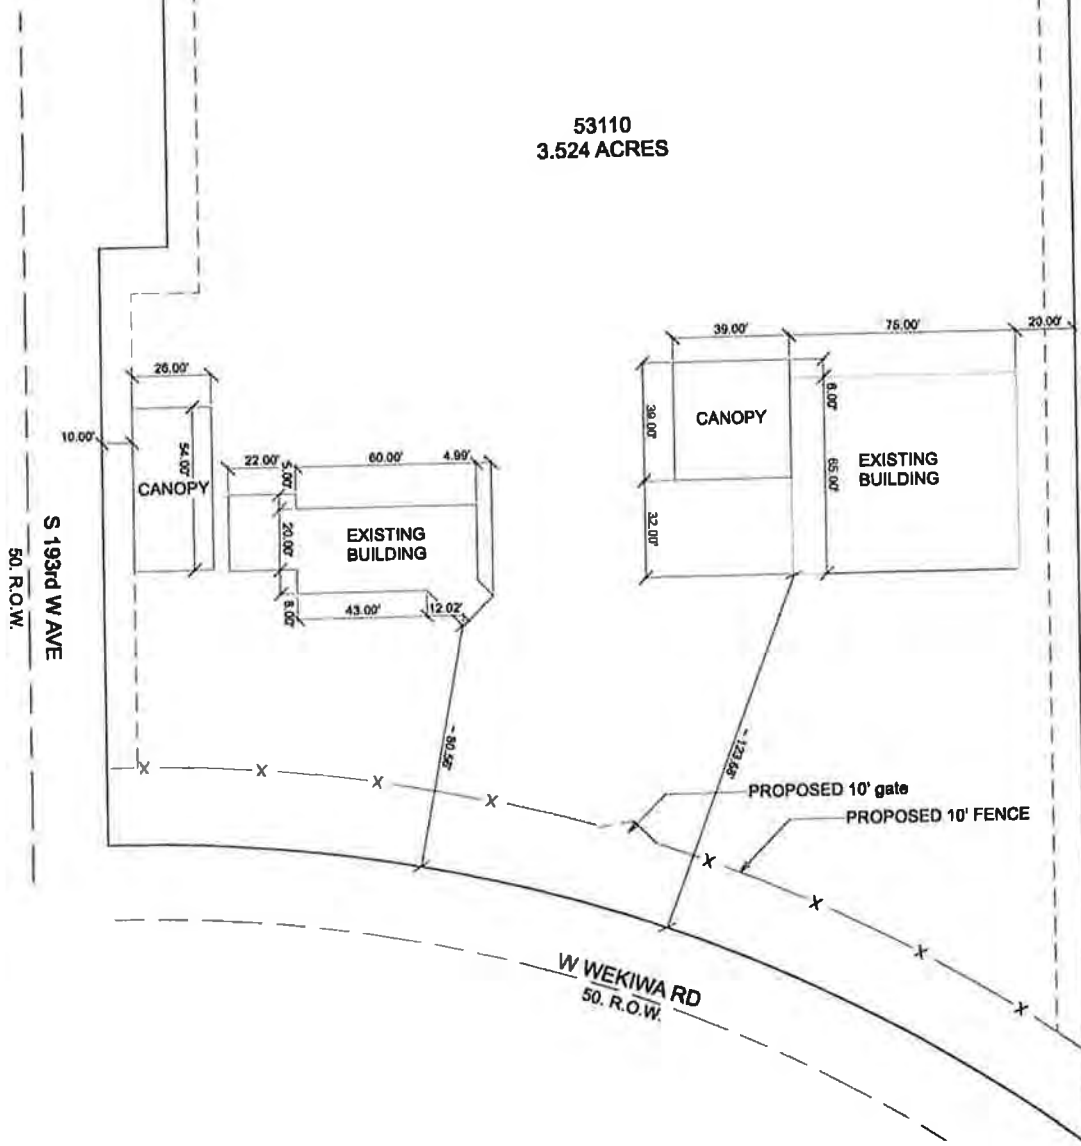 53110
3.524 ACRES
39.00'
75.00'
20.00'
26.00'
10.00'
54.00'
CANOPY
22.00'
5.00'
60.00'
4.99'
20.00'
EXISTING
BUILDING
8.00'
43.00'
12.02'
39.00'
CANOPY
6.00'
65.00'
EXISTING
BUILDING
32.00'
S 193rd W AVE
50. R.O.W.
~ 80.56'
~ 123.68'
X
X
X
X
PROPOSED 10' gate
PROPOSED 10' FENCE
X
X
X
X
W WEKIWA RD
50. R.O.W.